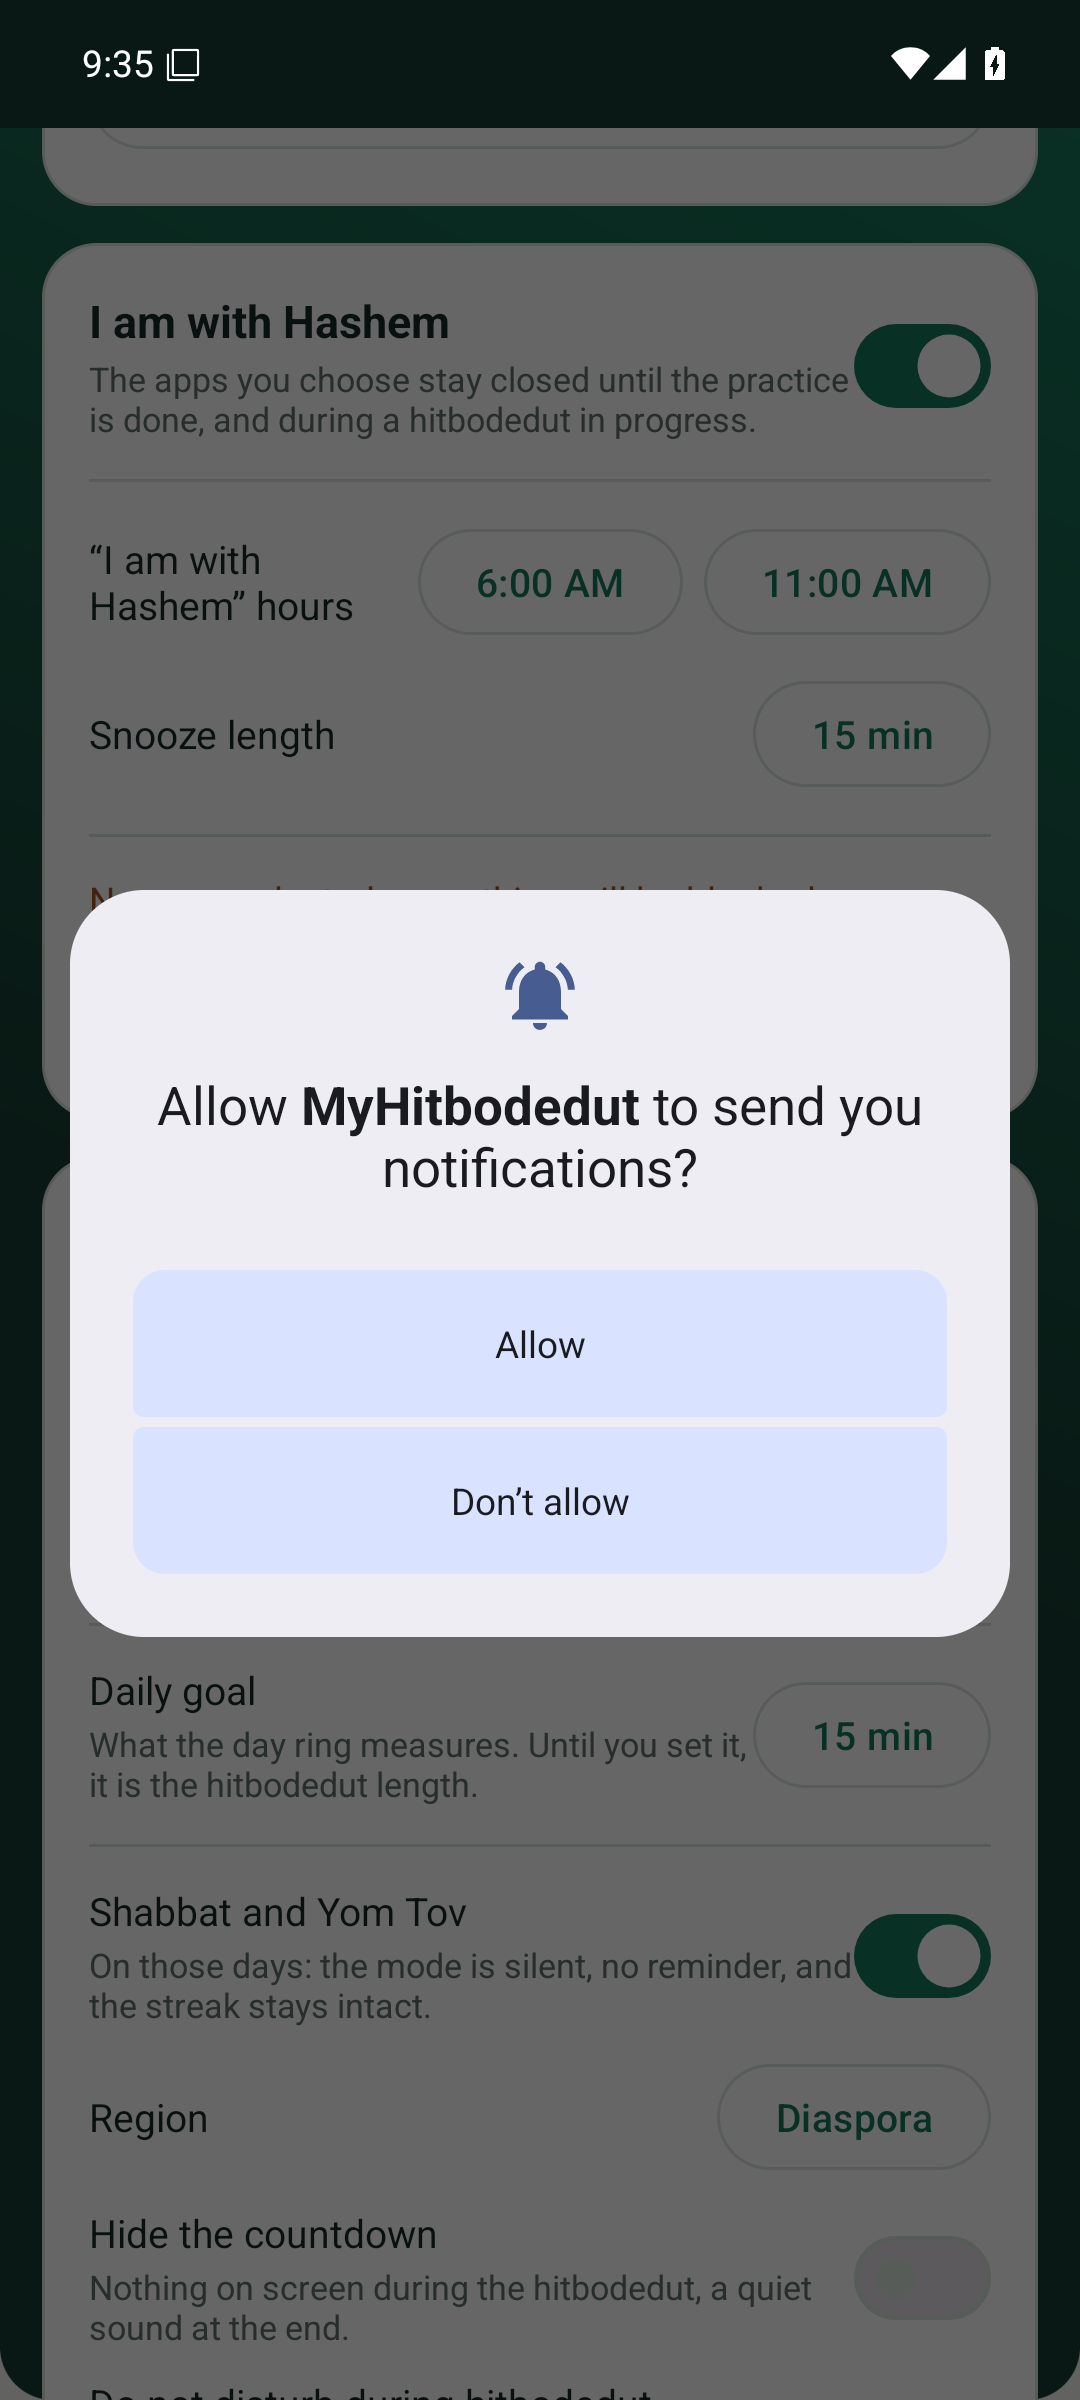 9:35
I am with Hashem
The apps you choose stay closed until the practice
is done, and during a hitbodedut in progress.
“I am with
Hashem” hours
6:00 AM
11:00 AM
Snooze length
15 min
Allow MyHitbodedut to send you
notifications?
Allow
Don’t allow
Daily goal
What the day ring measures. Until you set it,
it is the hitbodedut length.
15 min
Shabbat and Yom Tov
On those days: the mode is silent, no reminder, and
the streak stays intact.
Region
Diaspora
Hide the countdown
Nothing on screen during the hitbodedut, a quiet
sound at the end.
Do not disturb during hitbodedut